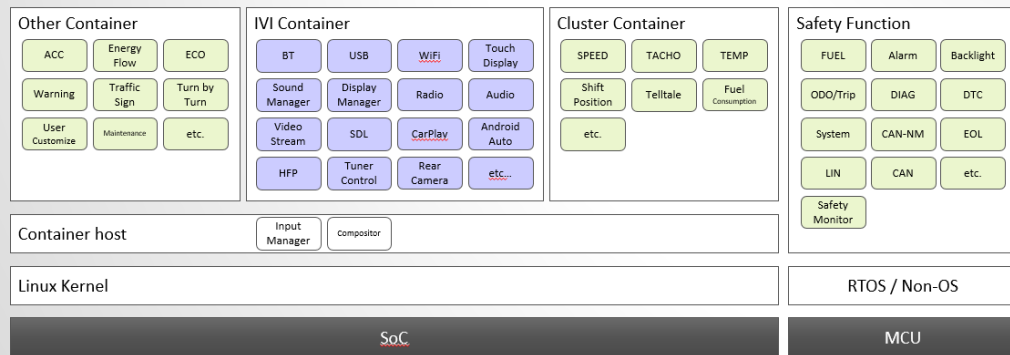 Other Container
ACC
Energy
Flow
ECO
Warning
Traffic
Sign
Turn by
Turn
User
Customize
Maintenance
etc.
IVI Container
BT
USB
WiFi
Touch
Display
Sound
Manager
Display
Manager
Radio
Audio
Video
Stream
SDL
CarPlay
Android
Auto
HFP
Tuner
Control
Rear
Camera
etc...
Cluster Container
SPEED
TACHO
TEMP
Shift
Position
Telltale
Fuel
Consumption
etc.
Safety Function
FUEL
Alarm
Backlight
ODO/Trip
DIAG
DTC
System
CAN-NM
EOL
LIN
CAN
etc.
Safety
Monitor
Container host
Input
Manager
Compositor
Linux Kernel
RTOS / Non-OS
SoC
MCU